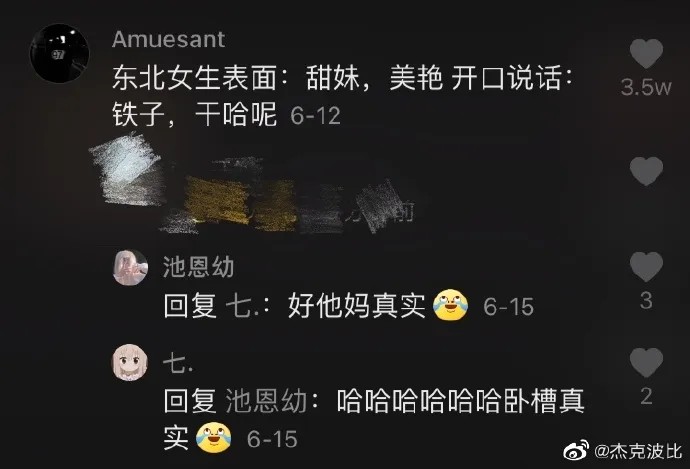 Amuesant
东北女生表面：甜妹，美艳 开口说话：
铁子，干哈呢 6-12
3.5w
前
池恩幼
回复 七.：好他妈真实 6-15
3
七.
回复 池恩幼：哈哈哈哈哈哈卧槽真
实 6-15
2
@杰克波比